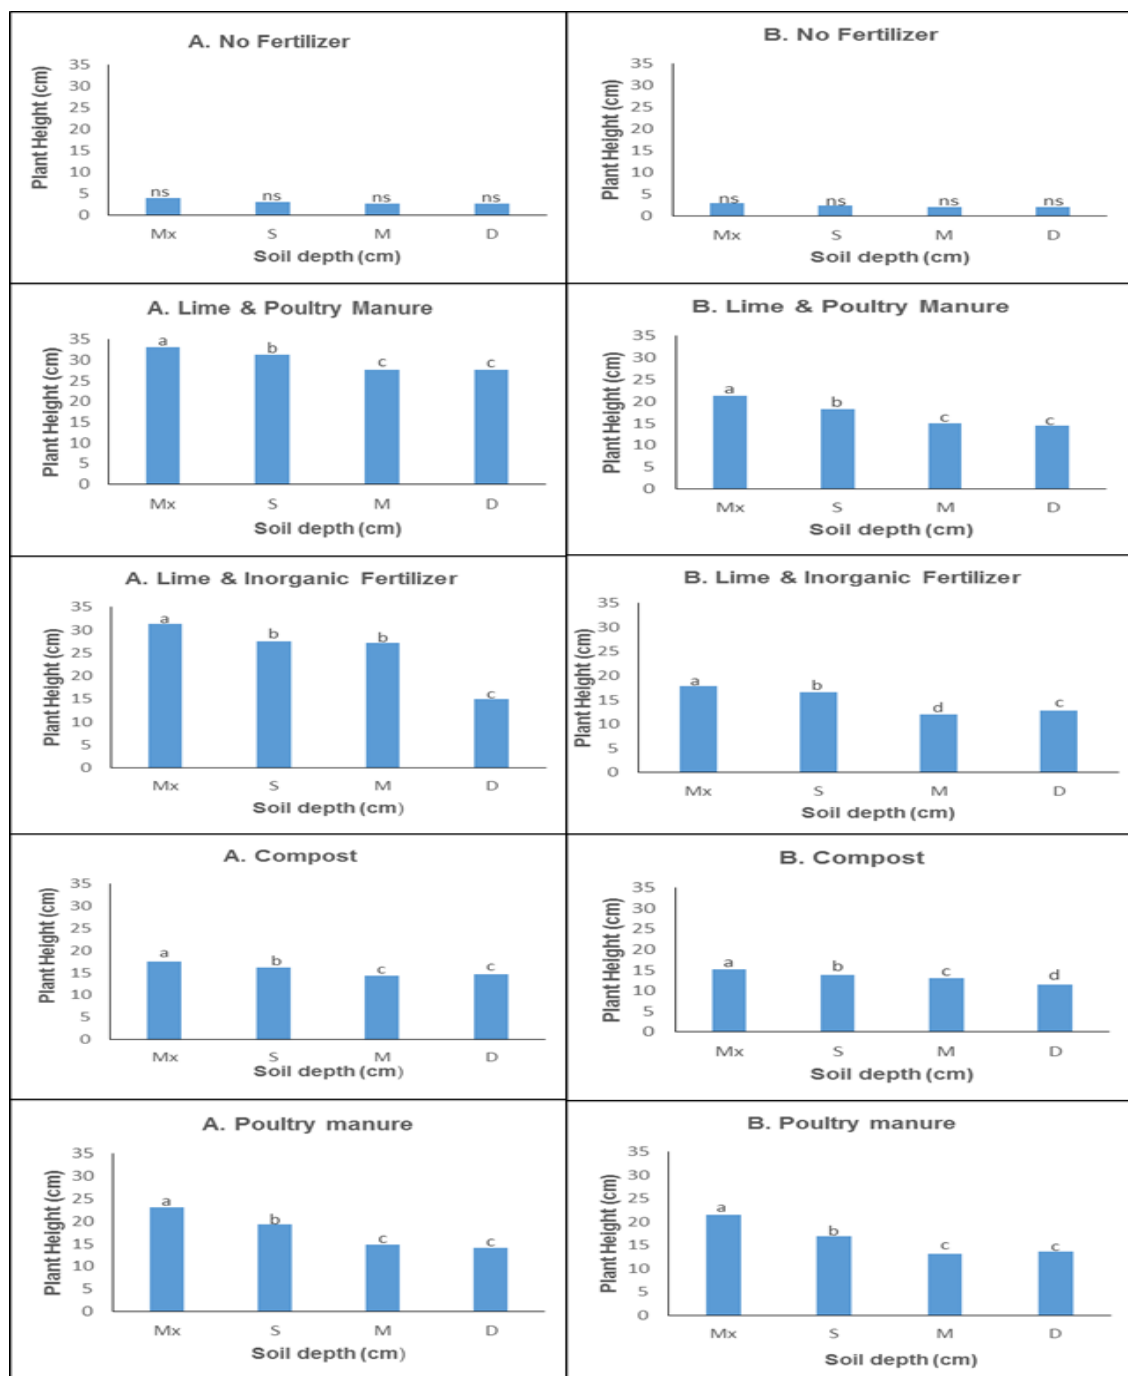 A. No Fertilizer
Plant Height (cm)
35
30
25
20
15
10
5
0
ns ns ns ns
Mx S M D
Soil depth (cm)
B. No Fertilizer
Plant Height (cm)
35
30
25
20
15
10
5
0
ns ns ns ns
Mx S M D
Soil depth (cm)
A. Lime & Poultry Manure
Plant Height (cm)
35
30
25
20
15
10
5
0
a b c c
Mx S M D
Soil depth (cm)
B. Lime & Poultry Manure
Plant Height (cm)
35
30
25
20
15
10
5
0
a b c c
Mx S M D
Soil depth (cm)
A. Lime & Inorganic Fertilizer
Plant Height (cm)
35
30
25
20
15
10
5
0
a b b c
Mx S M D
Soil depth (cm)
B. Lime & Inorganic Fertilizer
Plant Height (cm)
35
30
25
20
15
10
5
0
a b d c
Mx S M D
Soil depth (cm)
A. Compost
Plant Height (cm)
35
30
25
20
15
10
5
0
a b c c
Mx S M D
Soil depth (cm)
B. Compost
Plant Height (cm)
35
30
25
20
15
10
5
0
a b c d
Mx S M D
Soil depth (cm)
A. Poultry manure
Plant Height (cm)
35
30
25
20
15
10
5
0
a b c c
Mx S M D
Soil depth (cm)
B. Poultry manure
Plant Height (cm)
35
30
25
20
15
10
5
0
a b c c
Mx S M D
Soil depth (cm)